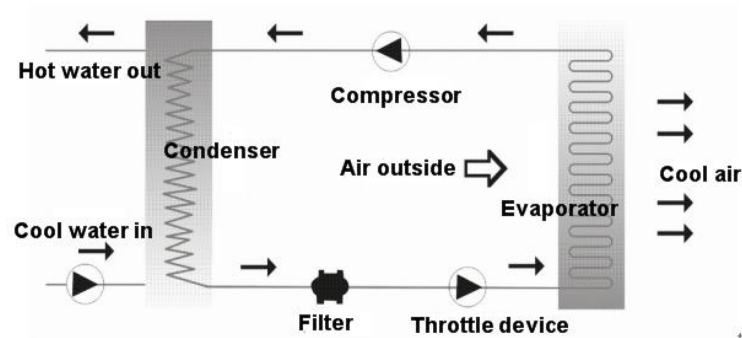 Hot water out
Compressor
Condenser
Air outside
Cool air
Evaporator
Cool water in
Filter
Throttle device